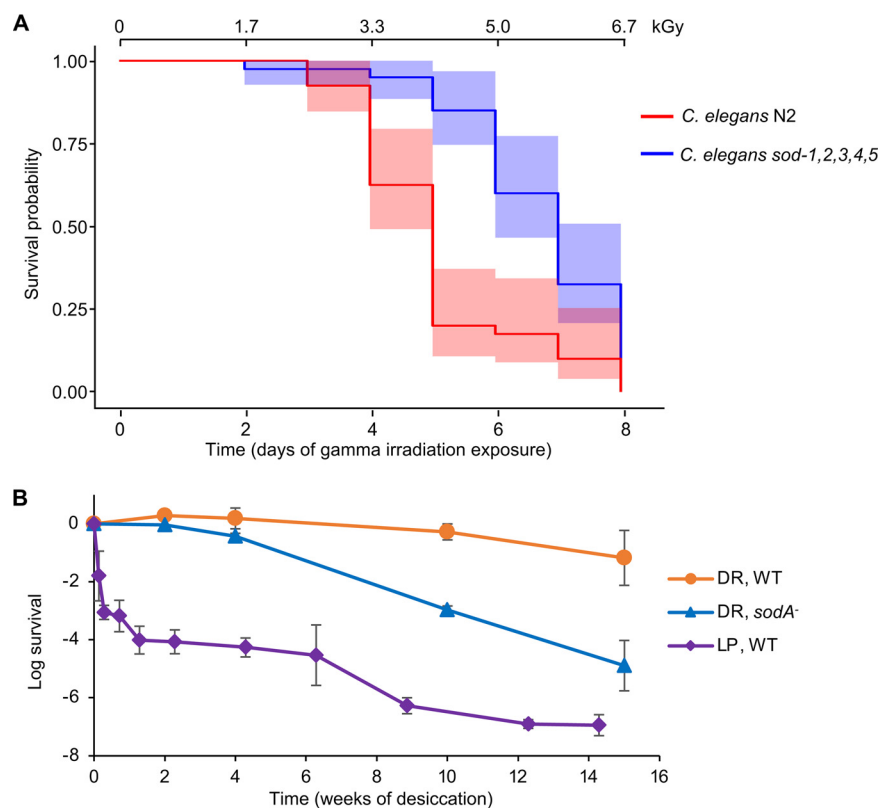 A
0 1.7 3.3 5.0 6.7 kGy
1.00
0.75
0.50
0.25
0.00
Survival probability
0 2 4 6 8
Time (days of gamma irradiation exposure)
C. elegans N2
C. elegans sod-1,2,3,4,5
B
0
-2
-4
-6
-8
Log survival
0 2 4 6 8 10 12 14 16
Time (weeks of desiccation)
DR, WT
DR, sodA-
LP, WT